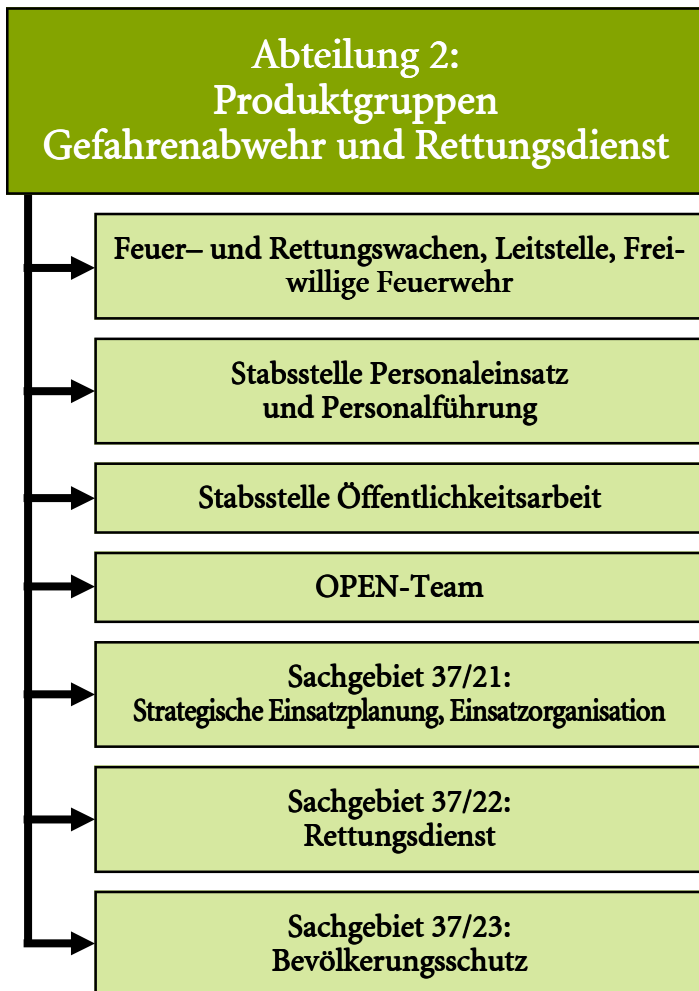 Abteilung 2:
Produktgruppen
Gefahrenabwehr und Rettungsdienst
Feuer– und Rettungswachen, Leitstelle, Frei-
willige Feuerwehr
Stabsstelle Personaleinsatz
und Personalführung
Stabsstelle Öffentlichkeitsarbeit
OPEN-Team
Sachgebiet 37/21:
Strategische Einsatzplanung, Einsatzorganisation
Sachgebiet 37/22:
Rettungsdienst
Sachgebiet 37/23:
Bevölkerungsschutz